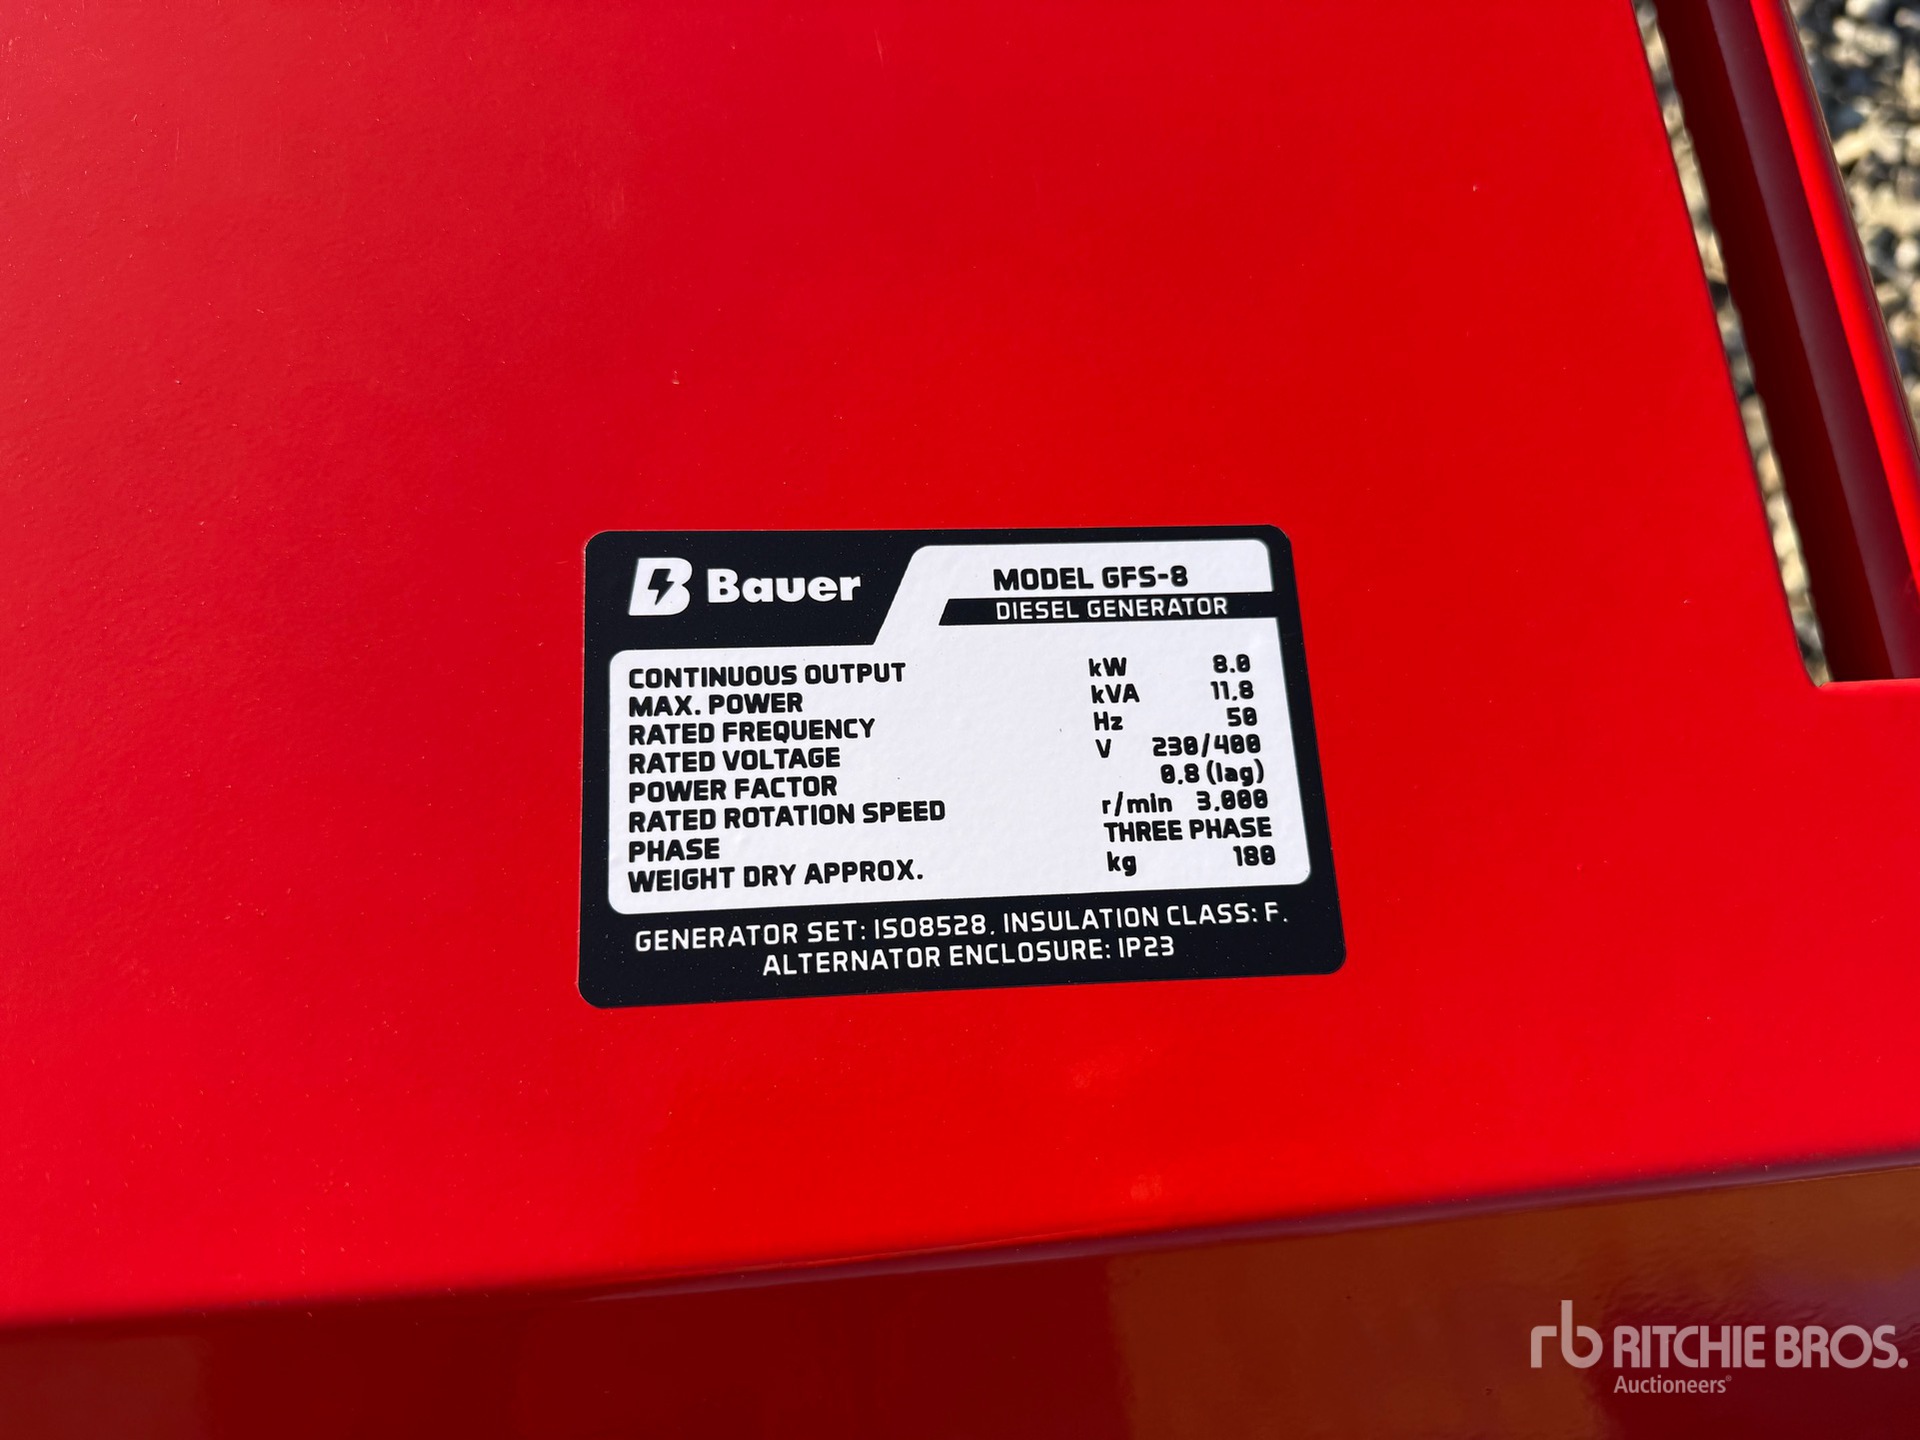 Bauer
MODEL GFS-8
DIESEL GENERATOR
CONTINUOUS OUTPUT kW 8.0
MAX. POWER kVA 11.8
RATED FREQUENCY Hz 50
RATED VOLTAGE V 230/400
POWER FACTOR 0.8 (lag)
RATED ROTATION SPEED r/min 3.000
PHASE THREE PHASE
WEIGHT DRY APPROX. kg 180
GENERATOR SET: ISO8528. INSULATION CLASS: F.
ALTERNATOR ENCLOSURE: IP23
rb RITCHIE BROS.
Auctioneers®